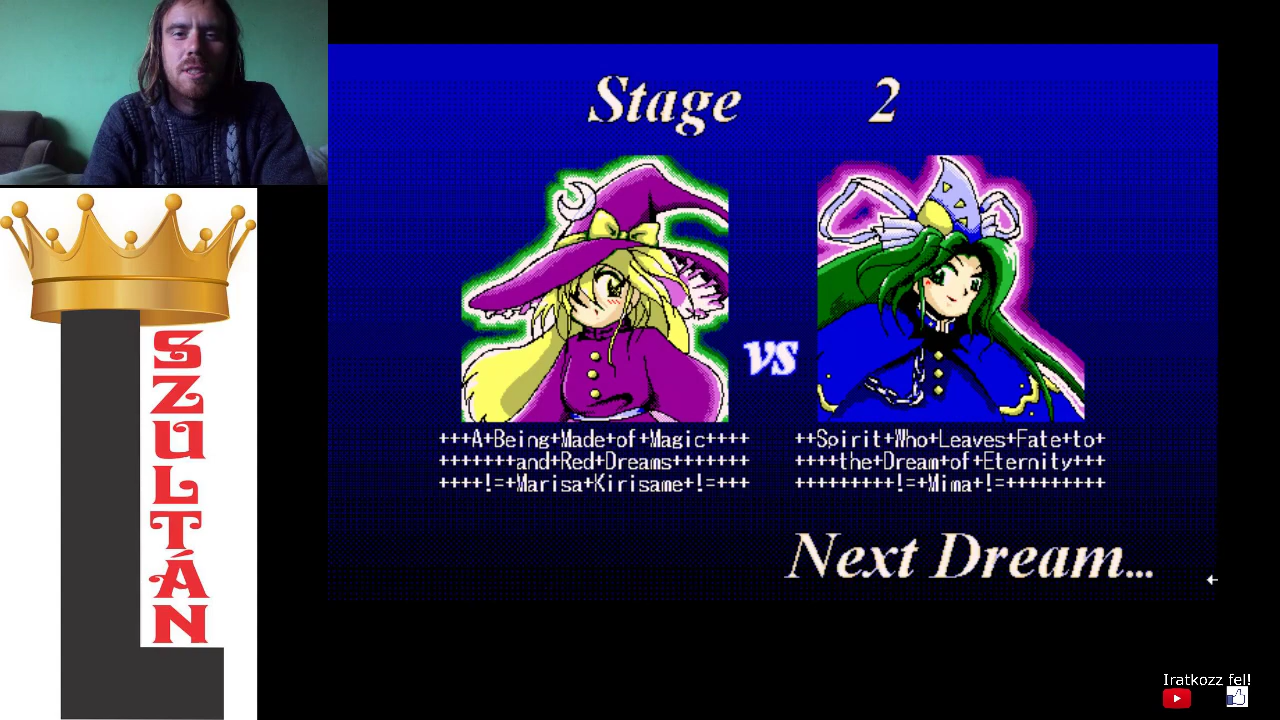 Stage 2
vs
+++A+Being+Made+of+Magic++++
+++++++and+Red+Dreams+++++++
++++!=+Marisa+Kirisame+!=+++
++Spirit+Who+Leaves+Fate+to+
++++the+Dream+of+Eternity+++
+++++++++!=+Mima+!=+++++++++
Next Dream...
L
SZULTÁN
Iratkozz fel!